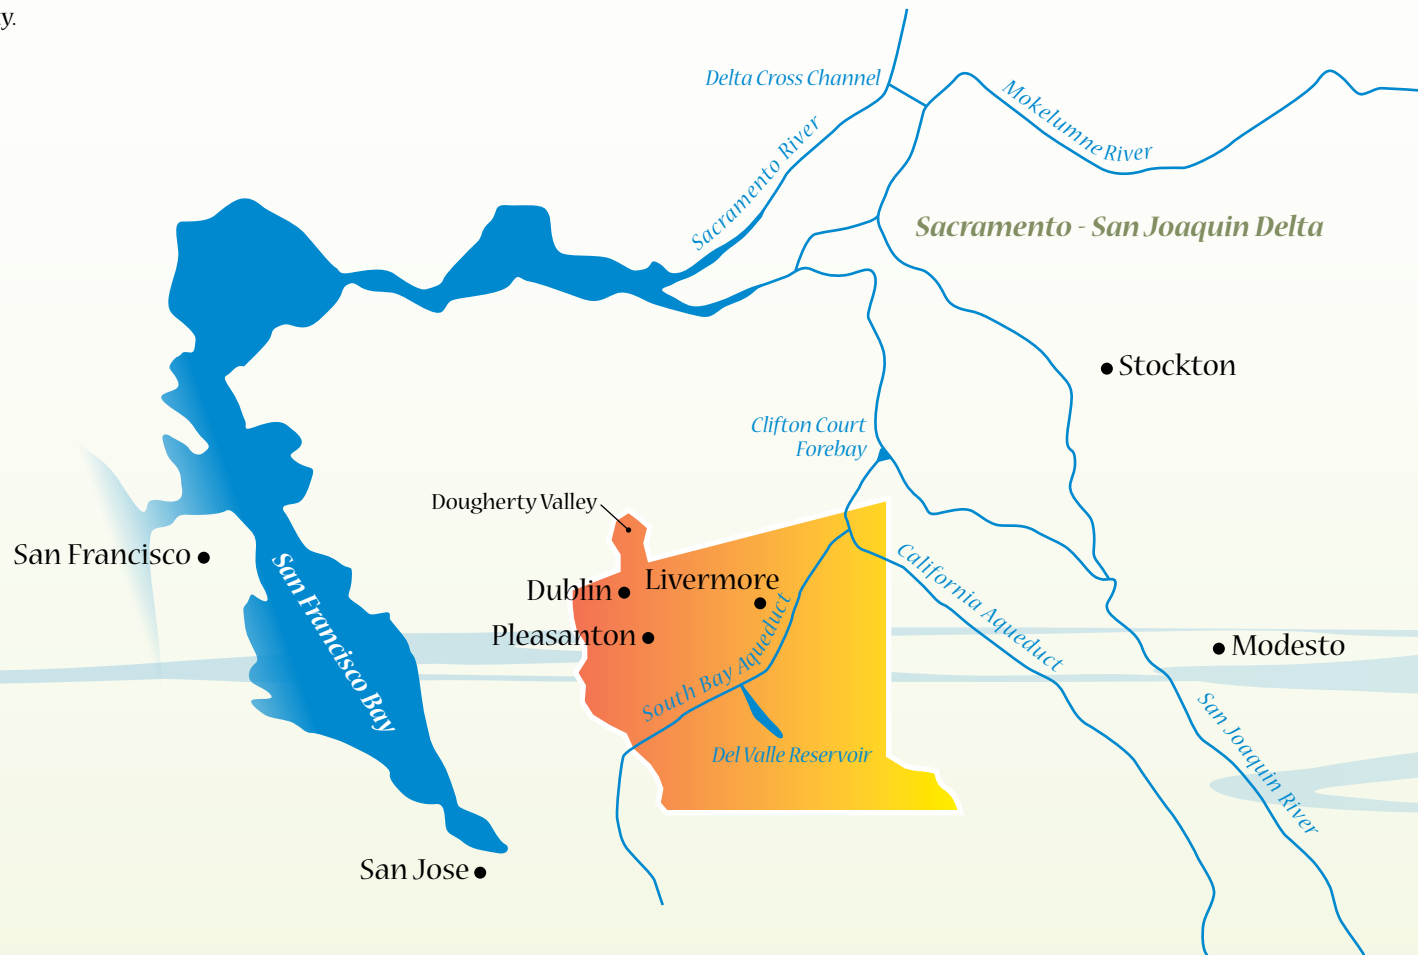 y.
Delta Cross Channel
Mokelumne River
Sacramento River
Sacramento - San Joaquin Delta
Stockton
Clifton Court
Forebay
Dougherty Valley
San Francisco
San Francisco Bay
Dublin
Livermore
Pleasanton
California Aqueduct
South Bay Aqueduct
Modesto
San Joaquin River
Del Valle Reservoir
San Jose